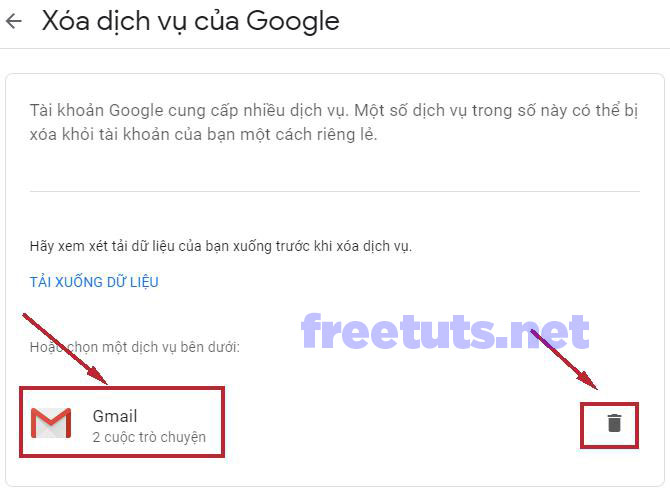 Xóa dịch vụ của Google
Tài khoản Google cung cấp nhiều dịch vụ. Một số dịch vụ trong số này có thể bị
xóa khỏi tài khoản của bạn một cách riêng lẻ.
Hãy xem xét tải dữ liệu của bạn xuống trước khi xóa dịch vụ.
TẢI XUỐNG DỮ LIỆU
freetuts.net
Hoặc chọn một dịch vụ bên dưới:
Gmail
2 cuộc trò chuyện